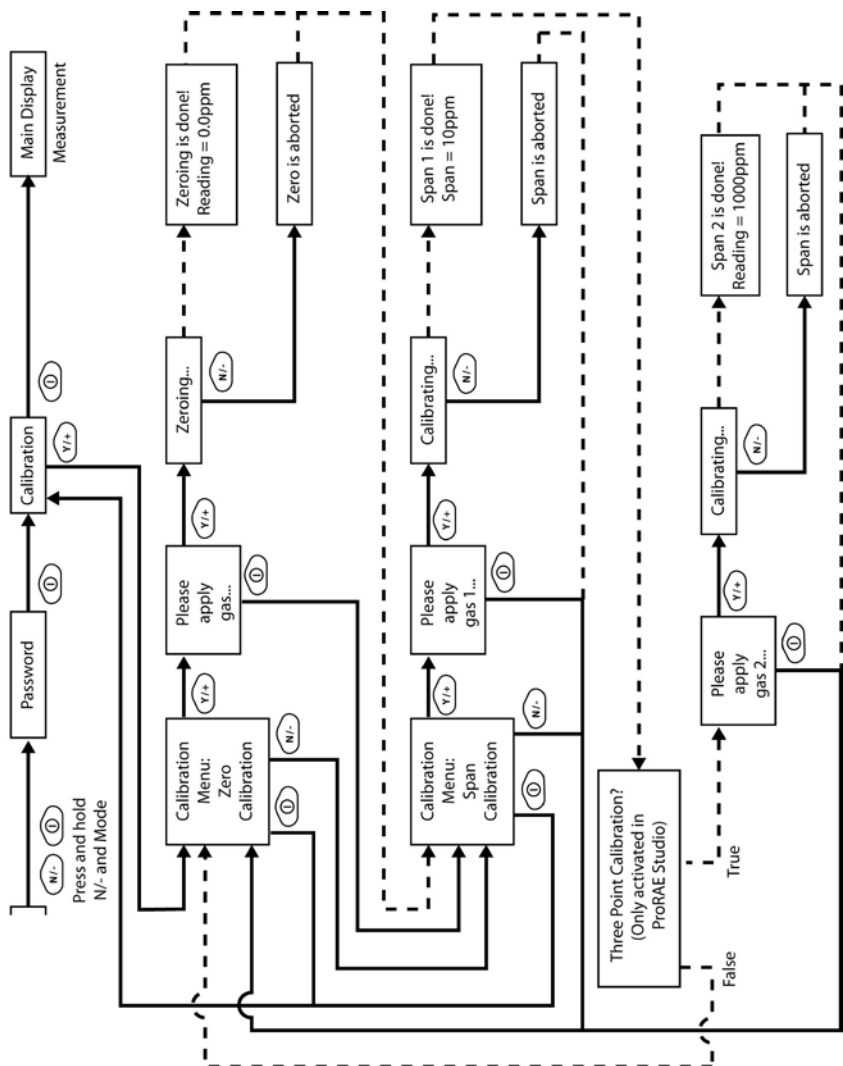 N/-
Press and hold
N/- and Mode
Password
Calibration
Y/+
Main Display
Measurement
Calibration
Menu:
Zero
Calibration
N/-
Y/+
Please
apply
gas...
Y/+
Zeroing...
N/-
Zeroing is done!
Reading = 0.0ppm
Zero is aborted
Calibration
Menu:
Span
Calibration
N/-
Y/+
Please
apply
gas 1...
Y/+
Calibrating...
N/-
Span 1 is done!
Span = 10ppm
Span is aborted
Three Point Calibration?
(Only activated in
ProRAE Studio)
False
True
Please
apply
gas 2...
Y/+
Calibrating...
N/-
Span 2 is done!
Reading = 1000ppm
Span is aborted